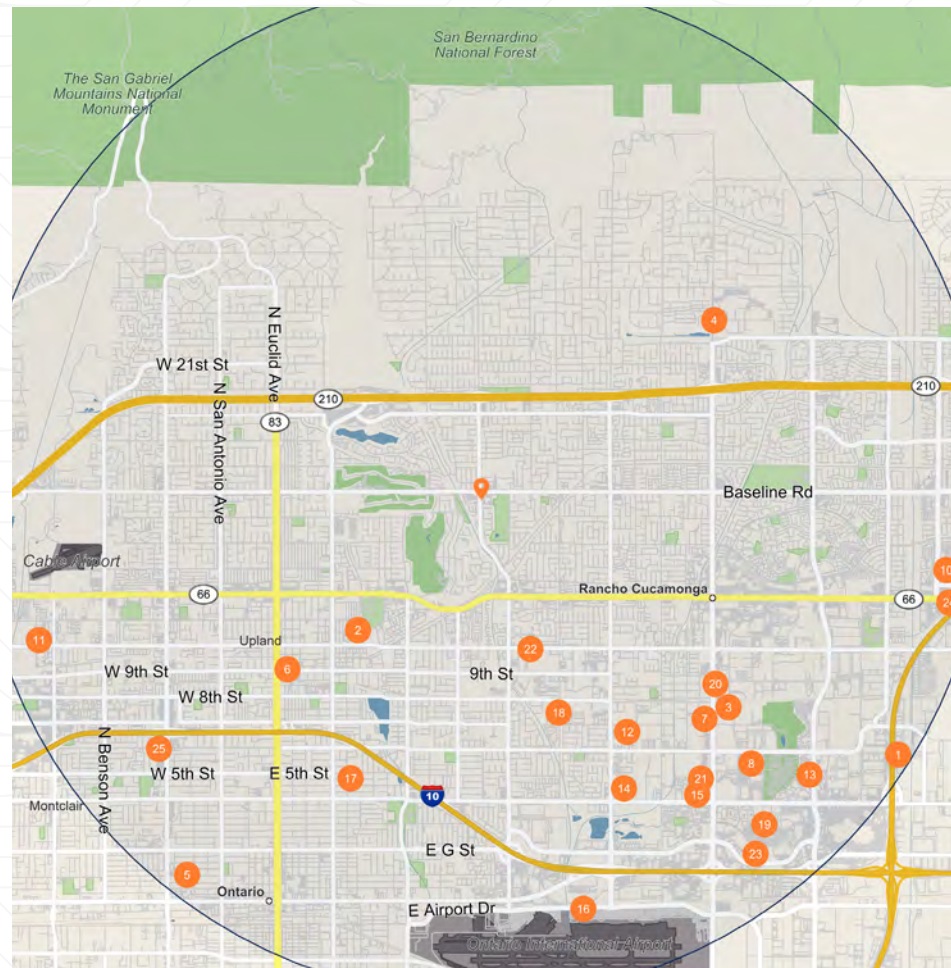 San Bernardino
National Forest
The San Gabriel
Mountains National
Monument
4
N Euclid Ave
W 21st St
210
210
N San Antonio Ave
83
Baseline Rd
Cable Airport
10
Rancho Cucamonga
66
66
24
2
11
Upland
22
6
W 9th St
9th St
20
W 8th St
3
18
7
12
N Benson Ave
25
1
8
W 5th St
E 5th St
17
21
13
14
15
10
Montclair
19
E G St
23
5
Ontario
E Airport Dr
16
Ontario International Airport